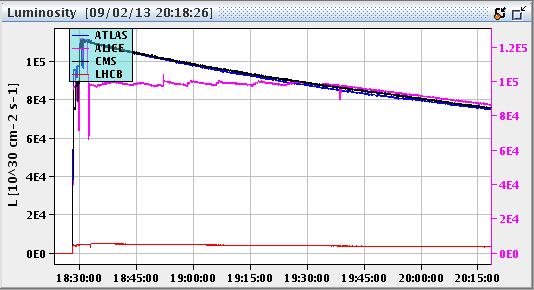 Luminosity [09/02/13 20:18:26]
ATLAS
ALICE
CMS
LHCB
L [10^30 cm-2 s-1]
1E5
8E4
6E4
4E4
2E4
0E0
1.2E5
1E5
8E4
6E4
4E4
2E4
0E0
18:30:00 18:45:00 19:00:00 19:15:00 19:30:00 19:45:00 20:00:00 20:15:00